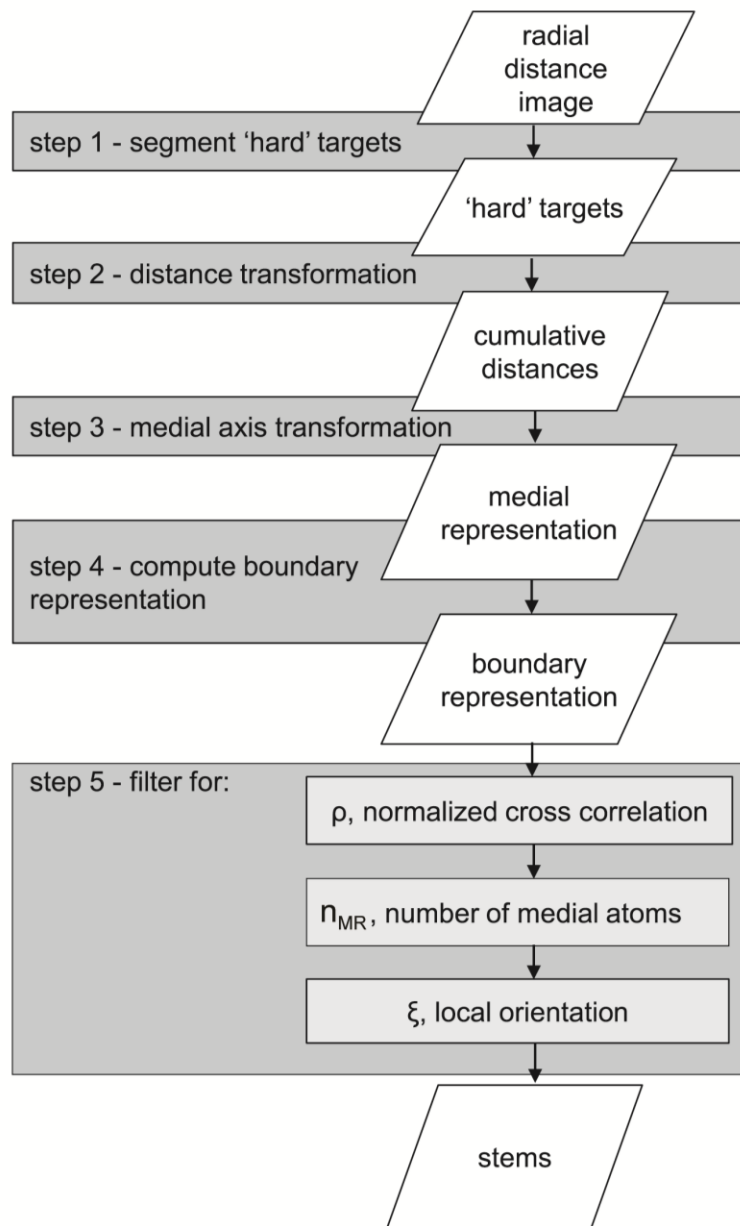 radial
distance
image
step 1 - segment ‘hard’ targets
‘hard’ targets
step 2 - distance transformation
cumulative
distances
step 3 - medial axis transformation
medial
representation
step 4 - compute boundary
representation
boundary
representation
step 5 - filter for:
ρ, normalized cross correlation
nMR, number of medial atoms
ξ, local orientation
stems